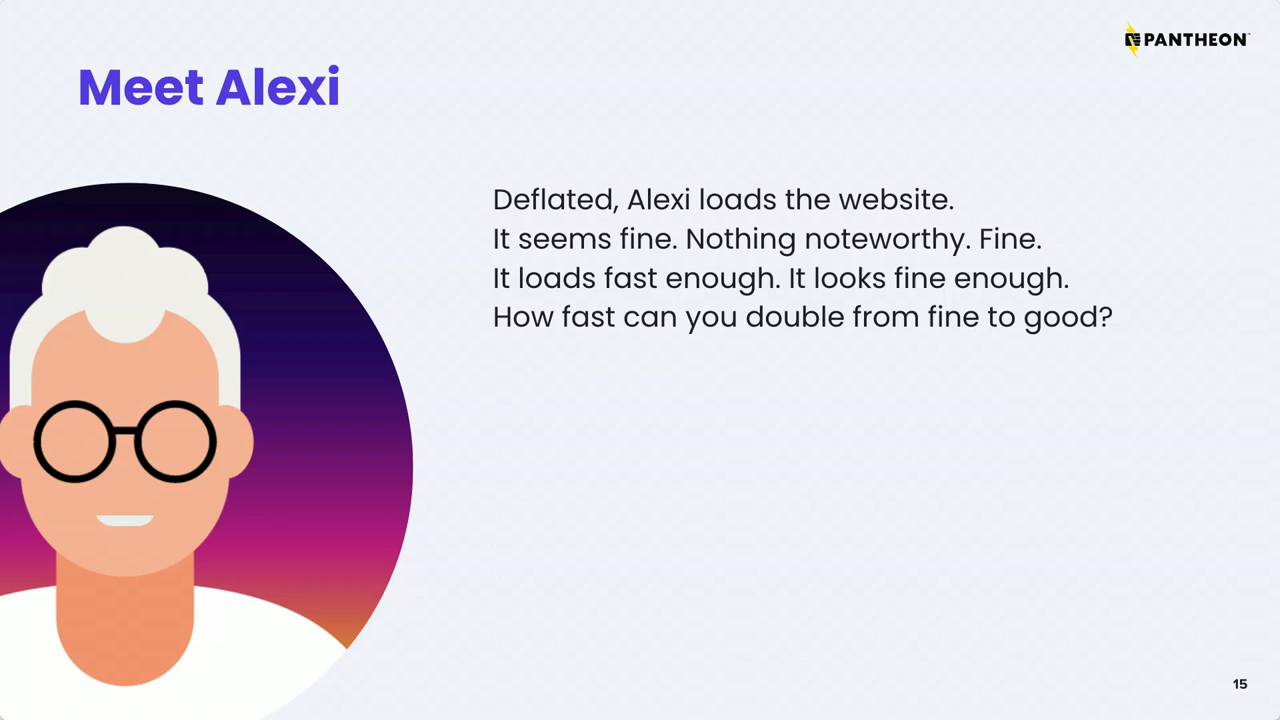 PANTHEON
Meet Alexi
Deflated, Alexi loads the website.
It seems fine. Nothing noteworthy. Fine.
It loads fast enough. It looks fine enough.
How fast can you double from fine to good?
15